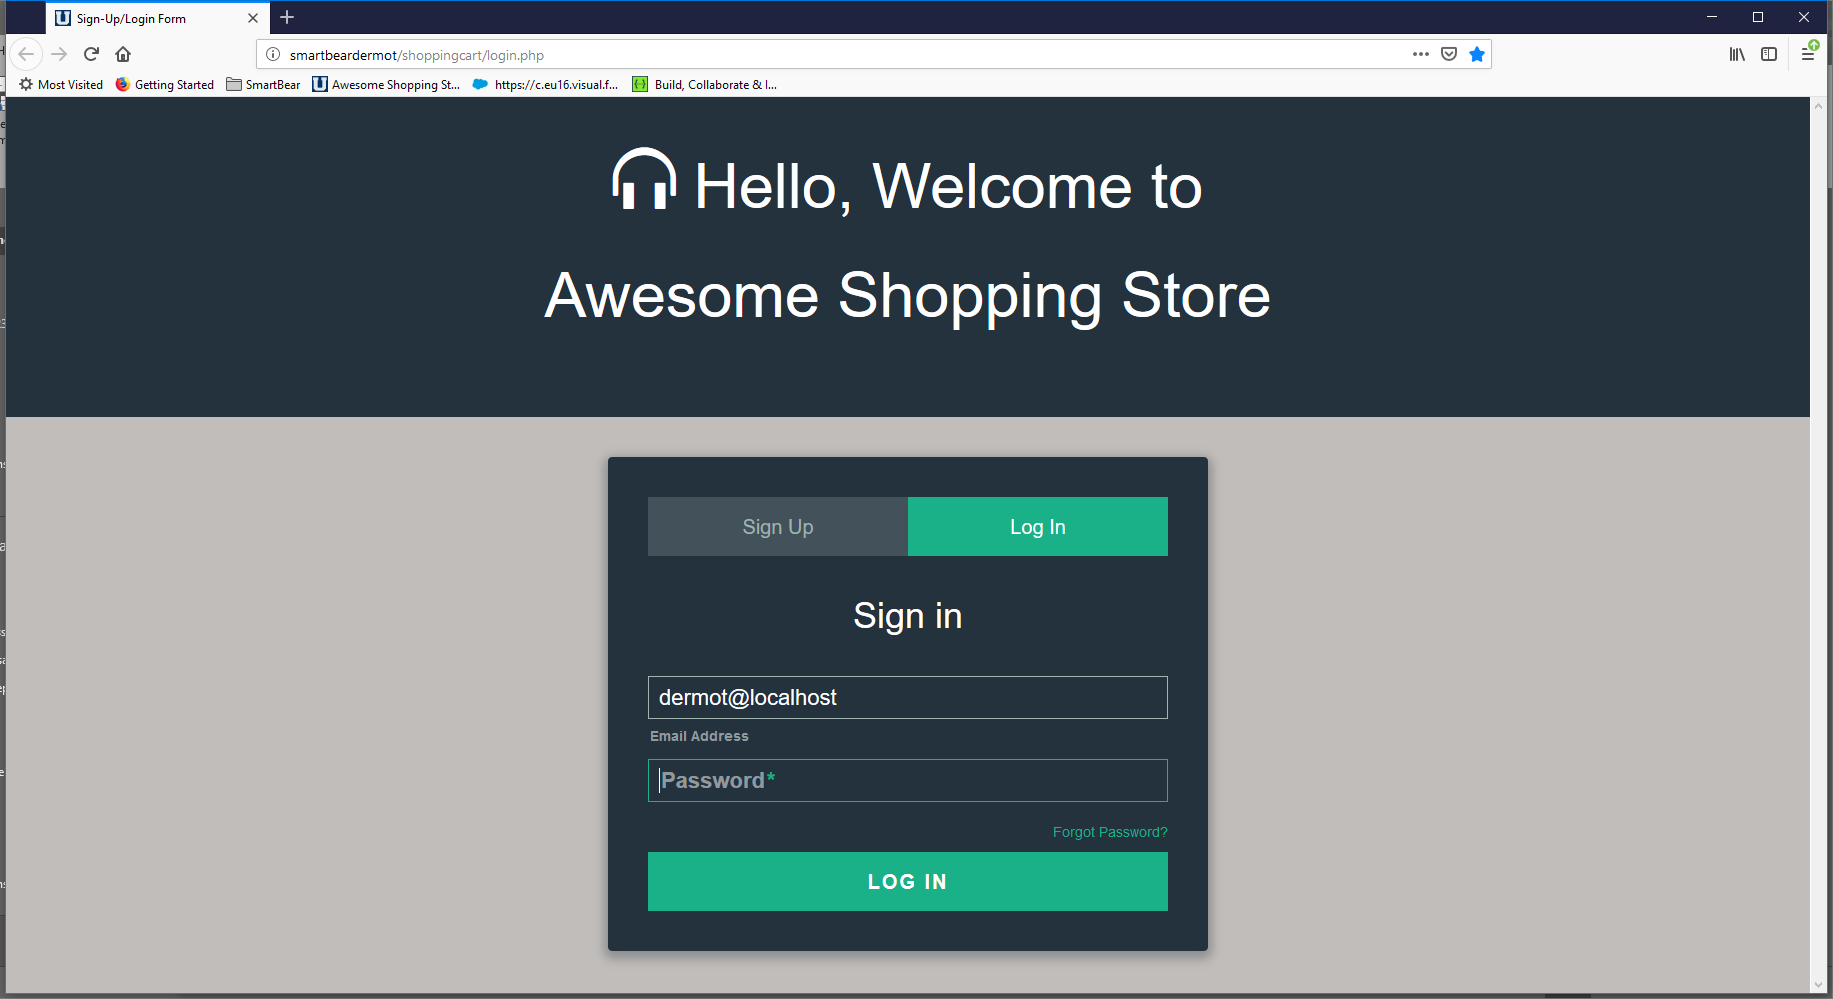 Sign-Up/Login Form
smartbeardermot/shoppingcart/login.php
Most Visited Getting Started SmartBear Awesome Shopping St... https://c.eu16.visual.f... Build, Collaborate & I...
Hello, Welcome to
Awesome Shopping Store
Sign Up Log In
Sign in
dermot@localhost
Email Address
Password*
Forgot Password?
LOG IN